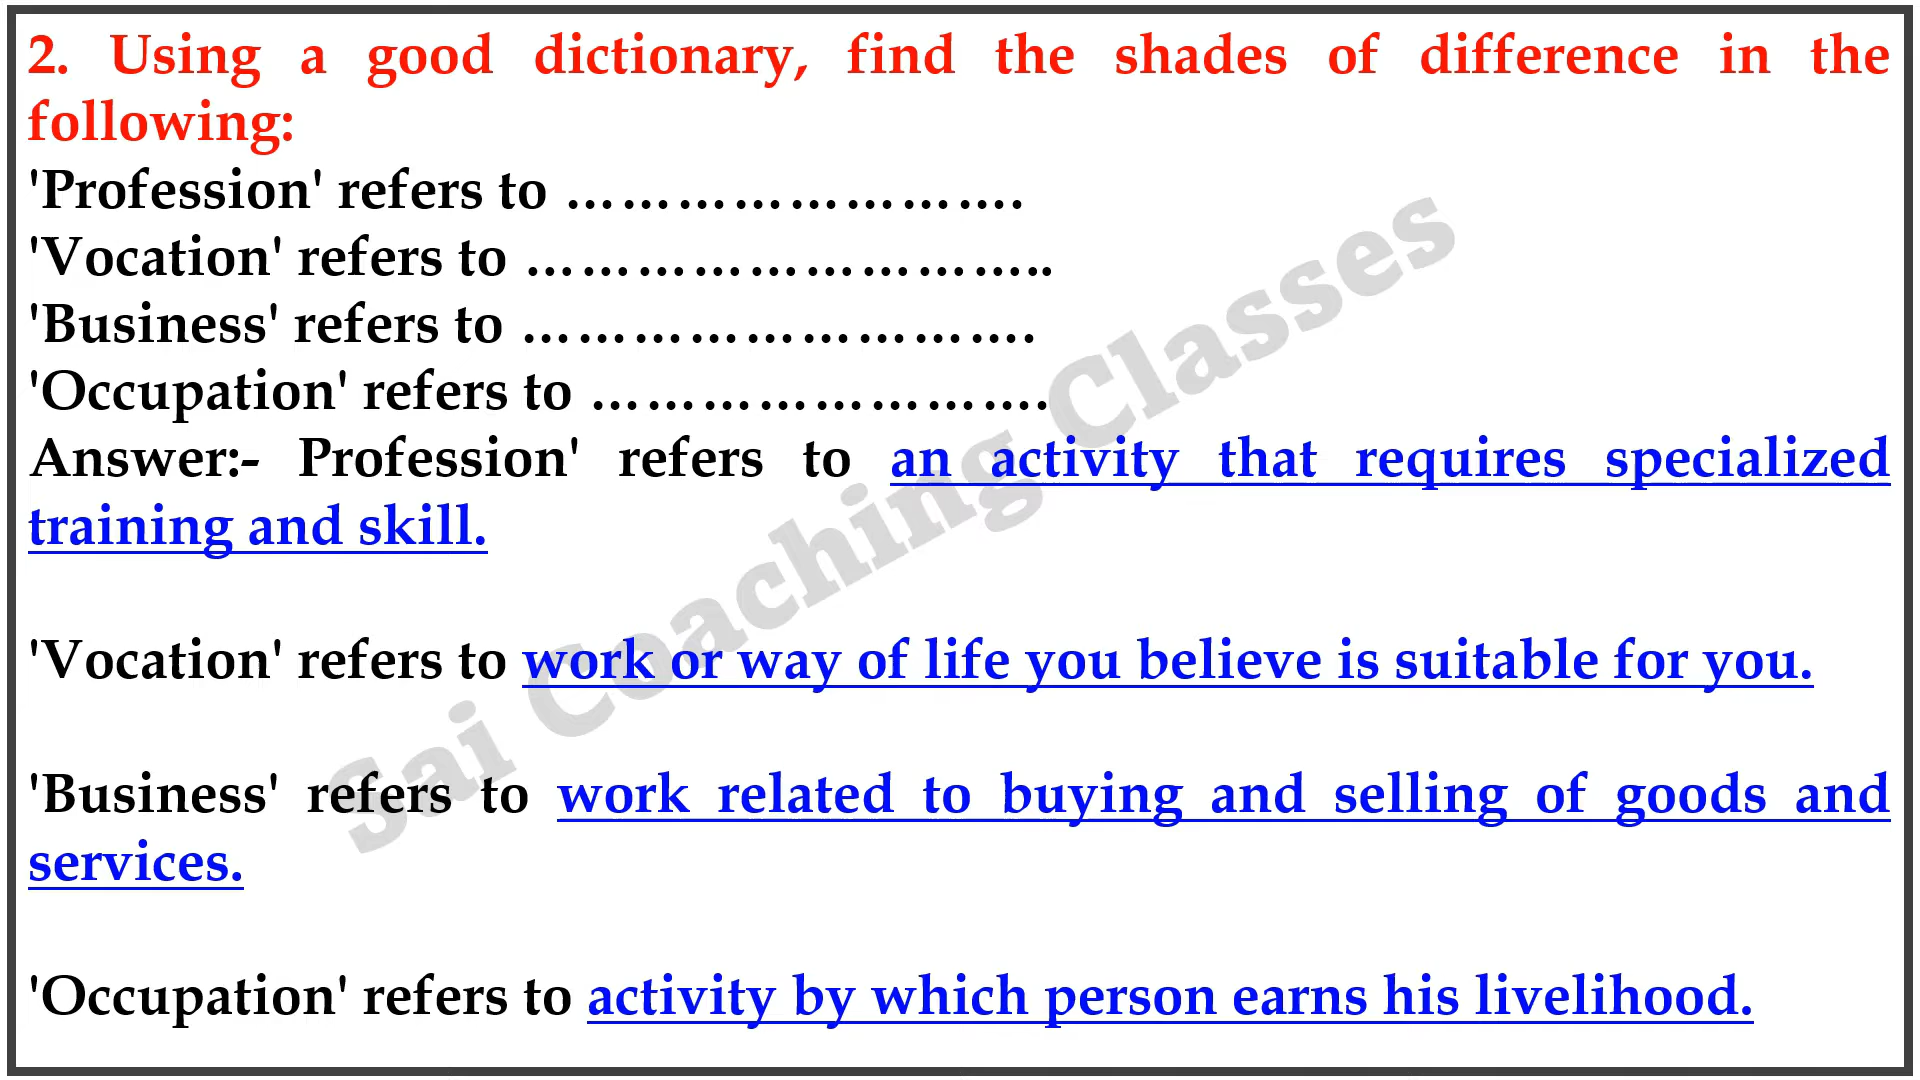 2. Using a good dictionary, find the shades of difference in the
following:
'Profession' refers to …………………….
'Vocation' refers to ………………………..
'Business' refers to ……………………….
'Occupation' refers to …………………….
Answer:- Profession' refers to an activity that requires specialized
training and skill.
'Vocation' refers to work or way of life you believe is suitable for you.
'Business' refers to work related to buying and selling of goods and
services.
'Occupation' refers to activity by which person earns his livelihood.
Sai Coaching Classes